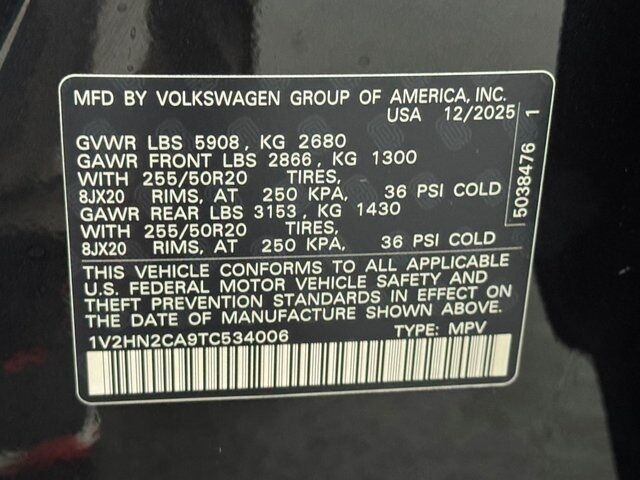 MFD BY VOLKSWAGEN GROUP OF AMERICA, INC.
USA 12/2025
GVWR LBS 5908, KG 2680
GAWR FRONT LBS 2866, KG 1300
WITH 255/50R20 TIRES,
8JX20 RIMS, AT 250 KPA, 36 PSI COLD
GAWR REAR LBS 3153, KG 1430
WITH 255/50R20 TIRES,
8JX20 RIMS, AT 250 KPA, 36 PSI COLD
THIS VEHICLE CONFORMS TO ALL APPLICABLE
U.S. FEDERAL MOTOR VEHICLE SAFETY AND
THEFT PREVENTION STANDARDS IN EFFECT ON
THE DATE OF MANUFACTURE SHOWN ABOVE.
1V2HN2CA9TC534006 TYPE: MPV
5038476 1